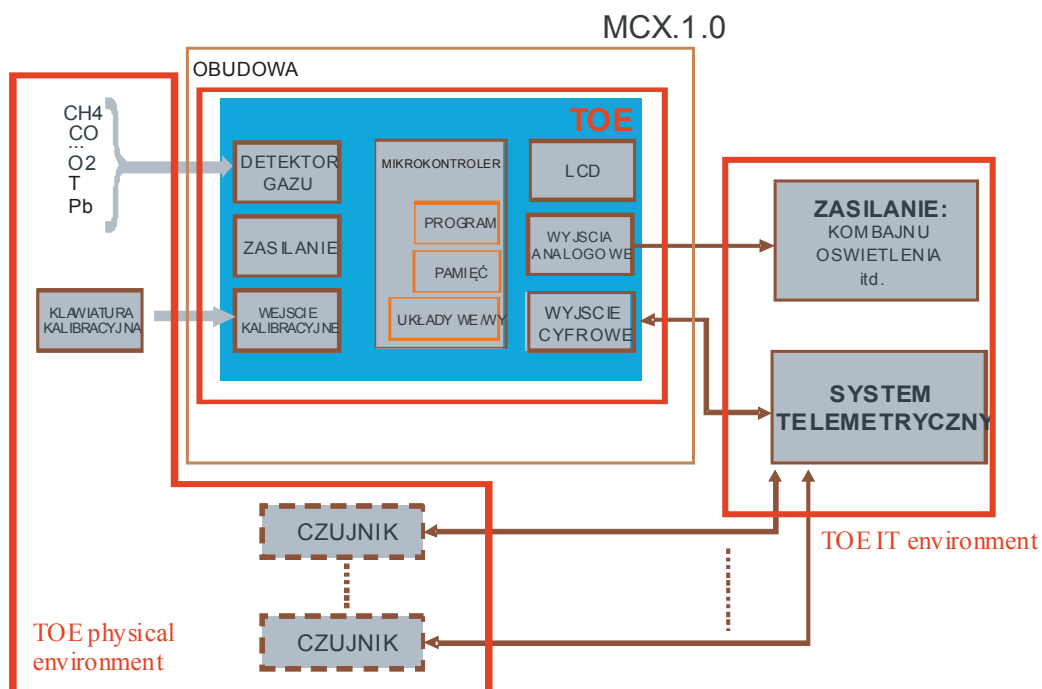 MCX.1.0
OBUDOWA
CH4
CO
...
O2
T
Pb
TOE
DETEKTOR
GAZU
MIKROKONTROLER
LCD
ZASILANIE
PROGRAM
WYJSCIA
ANALOGOWE
PAMIĘĆ
KLAWIATURA
KALIBRACYJNA
WEJSCIE
KALIBRACYJNE
UKŁADY WE/WY
WYJSCIE
CYFROWE
ZASILANIE:
KOMBAJNU
OSWIETLENIA
itd.
SYSTEM
TELEMETRYCZNY
CZUJNIK
CZUJNIK
TOE IT environment
TOE physical
environment